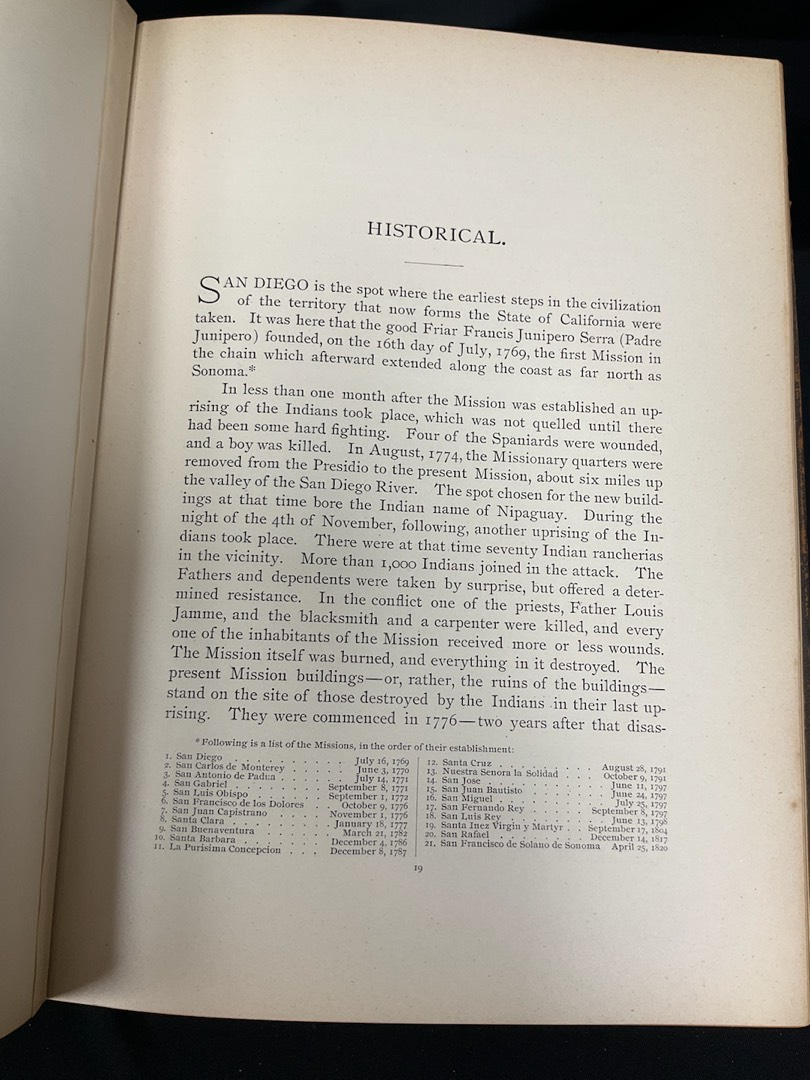 HISTORICAL.
SAN DIEGO is the spot where the earliest steps in the civilization
of the territory that now forms the State of California were
taken. It was here that the good Friar Francis Junipero Serra (Padre
Junipero) founded, on the 16th day of July, 1769, the first Mission in
the chain which afterward extended along the coast as far north as
Sonoma.*
In less than one month after the Mission was established an up-
rising of the Indians took place, which was not quelled until there
had been some hard fighting. Four of the Spaniards were wounded,
and a boy was killed. In August, 1774, the Missionary quarters were
removed from the Presidio to the present Mission, about six miles up
the valley of the San Diego River. The spot chosen for the new build-
ings at that time bore the Indian name of Nipaguay. During the
night of the 4th of November, following, another uprising of the In-
dians took place. There were at that time seventy Indian rancherias
in the vicinity. More than 1,000 Indians joined in the attack. The
Fathers and dependents were taken by surprise, but offered a deter-
mined resistance. In the conflict one of the priests, Father Louis
Jamme, and the blacksmith and a carpenter were killed, and every
one of the inhabitants of the Mission received more or less wounds.
The Mission itself was burned, and everything in it destroyed. The
present Mission buildings—or, rather, the ruins of the buildings—
stand on the site of those destroyed by the Indians in their last up-
rising. They were commenced in 1776—two years after that disas-
*Following is a list of the Missions, in the order of their establishment:
1. San Diego . . . . . . . . . July 16, 1769
2. San Carlos de Monterey . . . . . June 3, 1770
3. San Antonio de Padua . . . . . . July 14, 1771
4. San Gabriel . . . . . . . September 8, 1771
5. San Luis Obispo . . . . . . September 1, 1772
6. San Francisco de los Dolores . . October 9, 1776
7. San Juan Capistrano . . . . November 1, 1776
8. Santa Clara . . . . . . . . January 18, 1777
9. San Buenaventura . . . . . . March 21, 1782
10. Santa Barbara . . . . . . . December 4, 1786
11. La Purisima Concepcion . . . December 8, 1787
12. Santa Cruz . . . . . . . . August 28, 1791
13. Nuestra Senora la Solidad . . . October 9, 1791
14. San Jose . . . . . . . . . June 11, 1797
15. San Juan Bautisto . . . . . . June 24, 1797
16. San Miguel . . . . . . . . July 25, 1797
17. San Fernando Rey . . . . . September 8, 1797
18. San Luis Rey . . . . . . . June 13, 1798
19. Santa Inez Virgin y Martyr . . September 17, 1804
20. San Rafael . . . . . . . December 14, 1817
21. San Francisco de Solano de Sonoma April 25, 1820
19